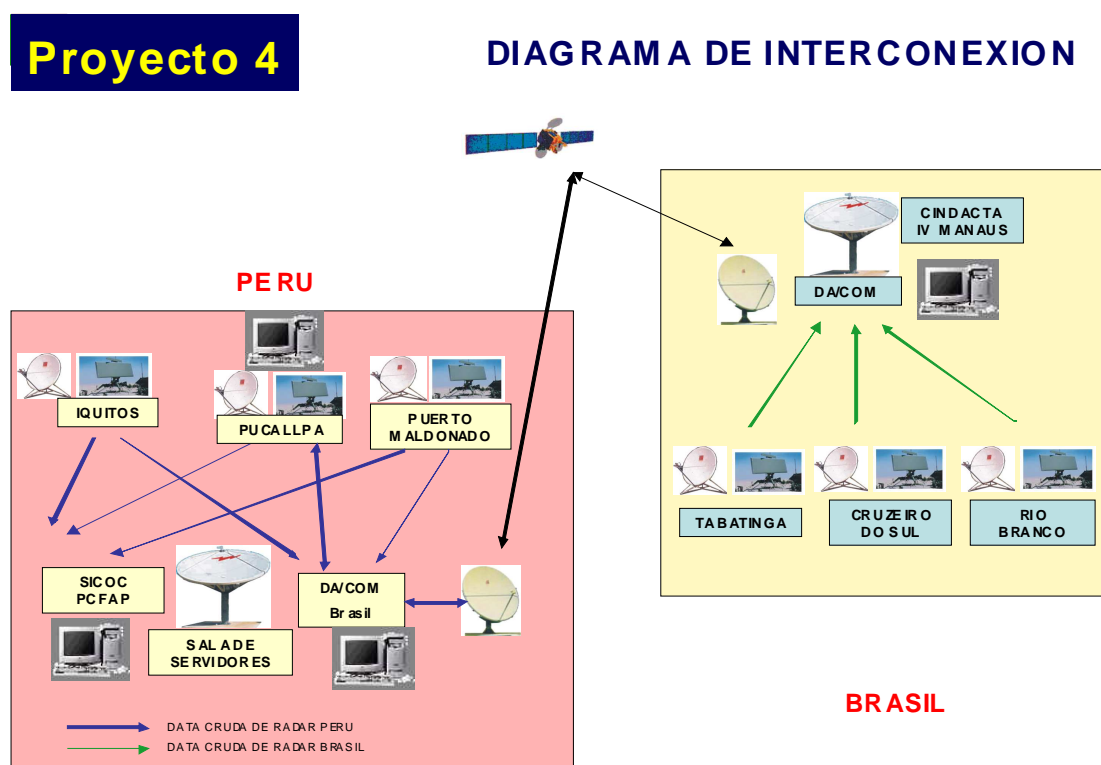 Proyecto 4
DIAGRAMA DE INTERCONEXION
CINDACTA
IV MANAUS
DA/COM
PERU
IQUITOS
PUCALLPA
PUERTO
MALDONADO
TABATINGA
CRUZEIRO
DO SUL
RIO
BRANCO
SICOC
PCFAP
SALA DE
SERVIDORES
DA/COM
Brasil
BRASIL
DATA CRUDA DE RADAR PERU
DATA CRUDA DE RADAR BRASIL